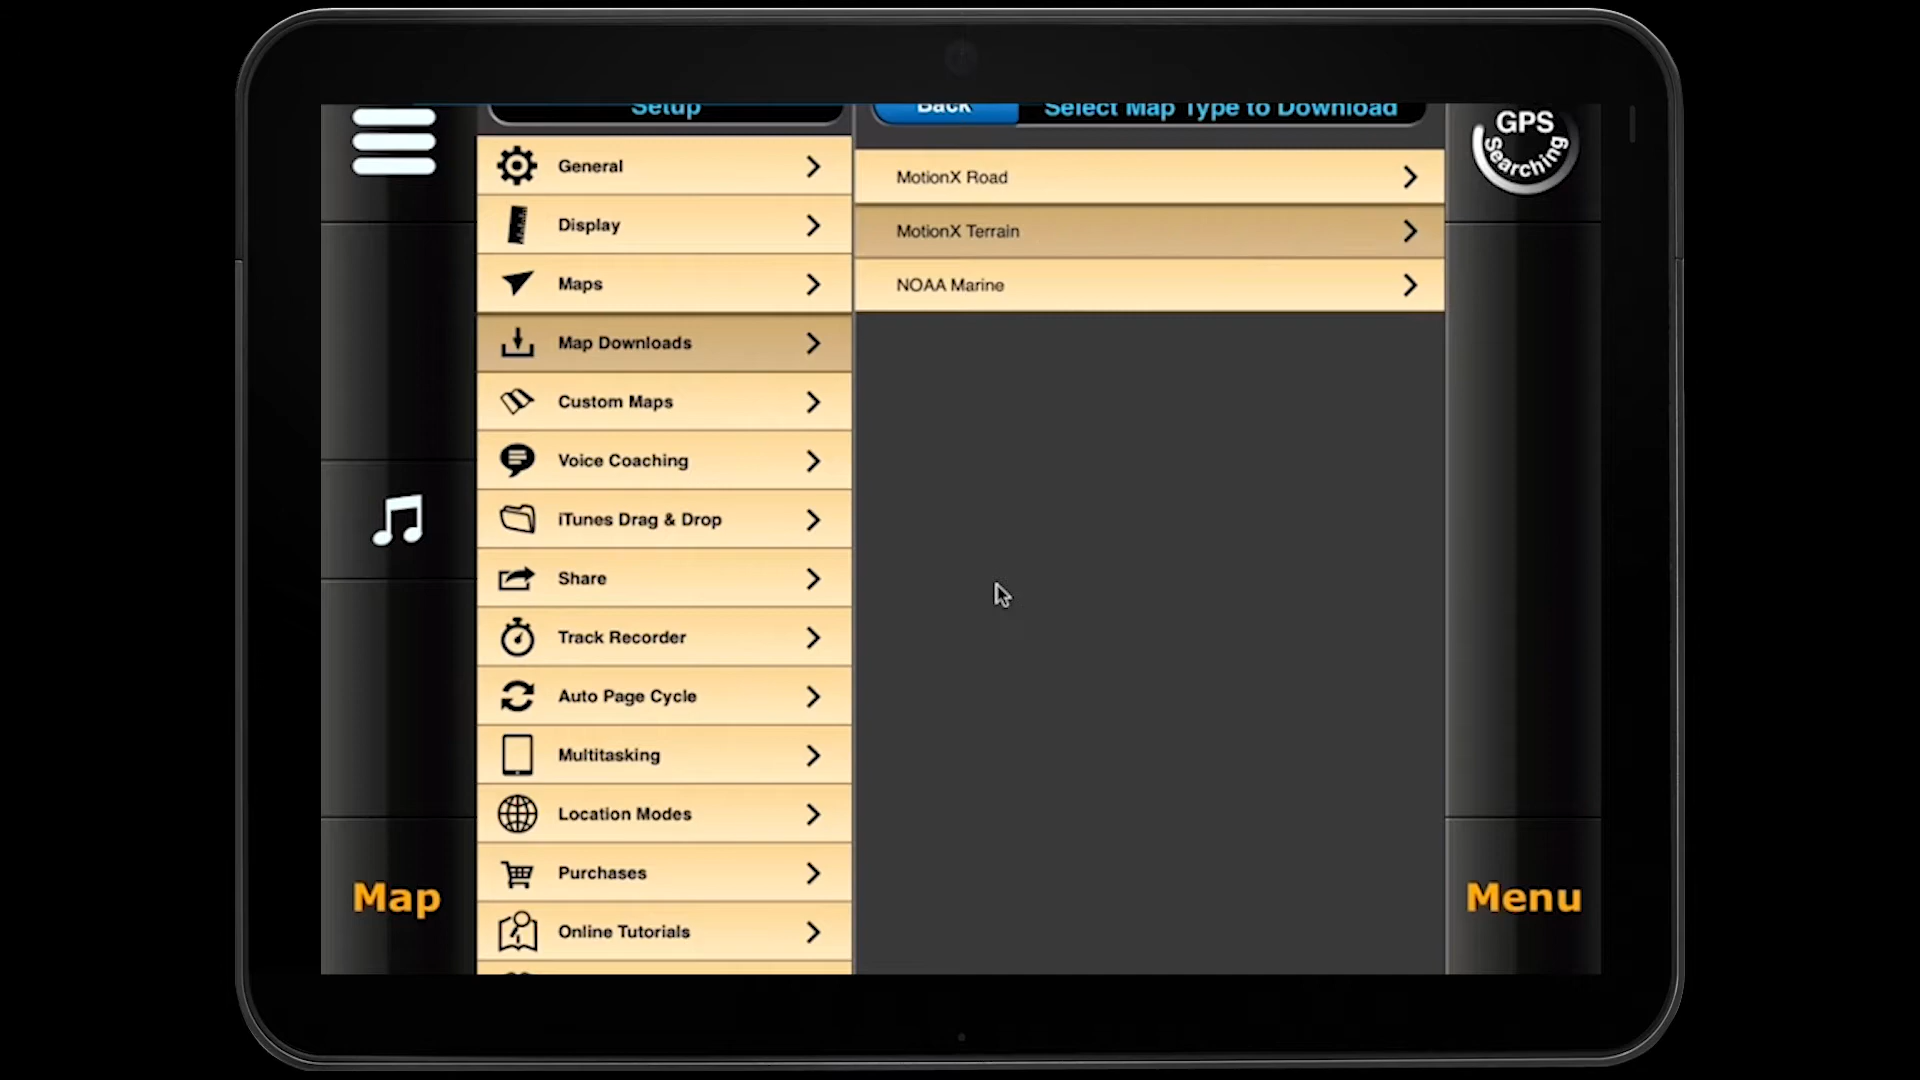 Setup
Back
Select Map Type to Download
GPS
Searching
General
Display
Maps
Map Downloads
Custom Maps
Voice Coaching
iTunes Drag & Drop
Share
Track Recorder
Auto Page Cycle
Multitasking
Location Modes
Purchases
Online Tutorials
MotionX Road
MotionX Terrain
NOAA Marine
Map
Menu